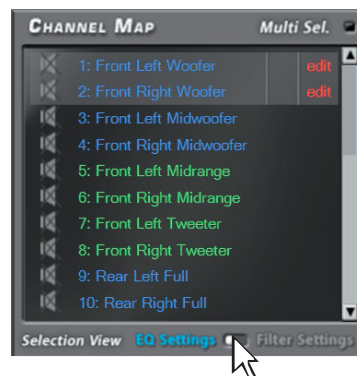 CHANNEL MAP Multi Sel.
1: Front Left Woofer edit
2: Front Right Woofer edit
3: Front Left Midwoofer
4: Front Right Midwoofer
5: Front Left Midrange
6: Front Right Midrange
7: Front Left Tweeter
8: Front Right Tweeter
9: Rear Left Full
10: Rear Right Full
Selection View EQ Settings Filter Settings